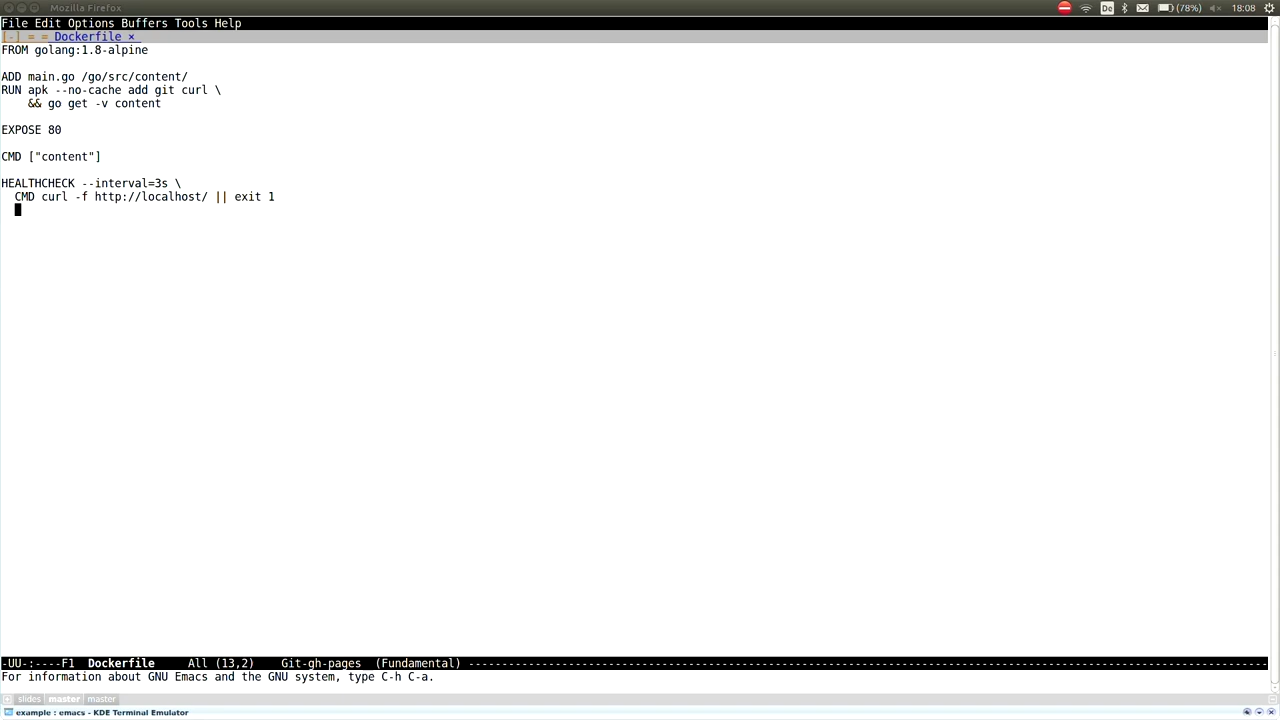 Mozilla Firefox
De
(78%)
18:08
File Edit Options Buffers Tools Help
[-] = = Dockerfile ×
FROM golang:1.8-alpine
ADD main.go /go/src/content/
RUN apk --no-cache add git curl \
    && go get -v content
EXPOSE 80
CMD ["content"]
HEALTHCHECK --interval=3s \
  CMD curl -f http://localhost/ || exit 1
-UU-:----F1  Dockerfile     All (13,2)    Git-gh-pages  (Fundamental) ------------------------------------------------------------------------------------------------------------------------
For information about GNU Emacs and the GNU system, type C-h C-a.
slides master master
example : emacs - KDE Terminal Emulator